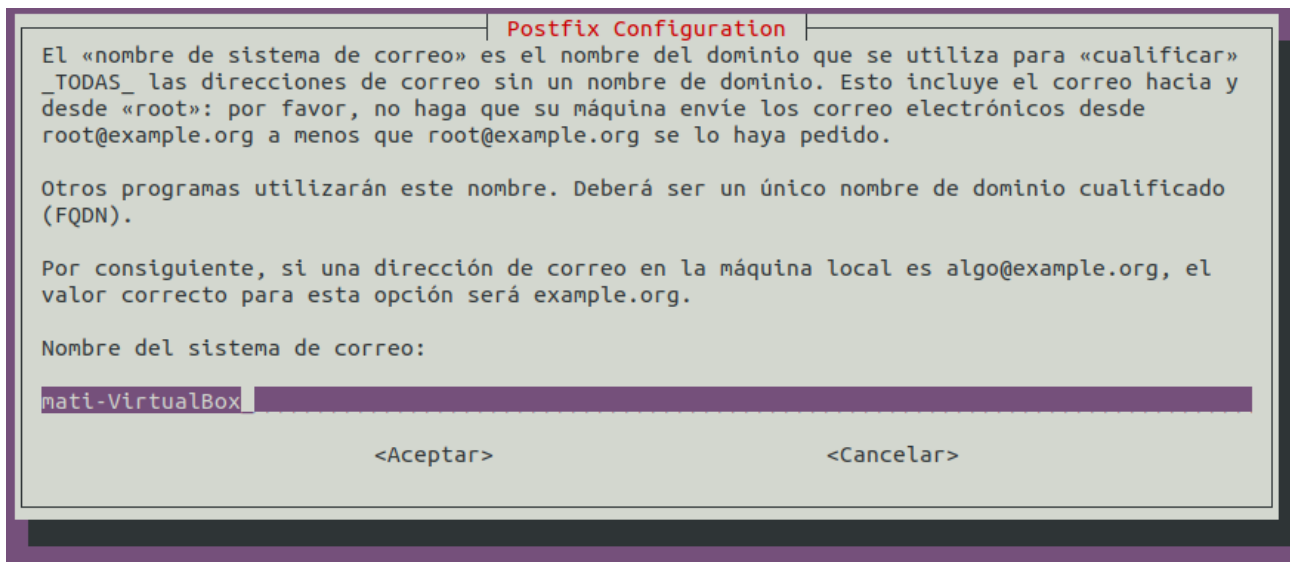 Postfix Configuration
El «nombre de sistema de correo» es el nombre del dominio que se utiliza para «cualificar»
_TODAS_ las direcciones de correo sin un nombre de dominio. Esto incluye el correo hacia y
desde «root»: por favor, no haga que su máquina envíe los correo electrónicos desde
root@example.org a menos que root@example.org se lo haya pedido.
Otros programas utilizarán este nombre. Deberá ser un único nombre de dominio cualificado
(FQDN).
Por consiguiente, si una dirección de correo en la máquina local es algo@example.org, el
valor correcto para esta opción será example.org.
Nombre del sistema de correo:
mati-VirtualBox
<Aceptar> <Cancelar>